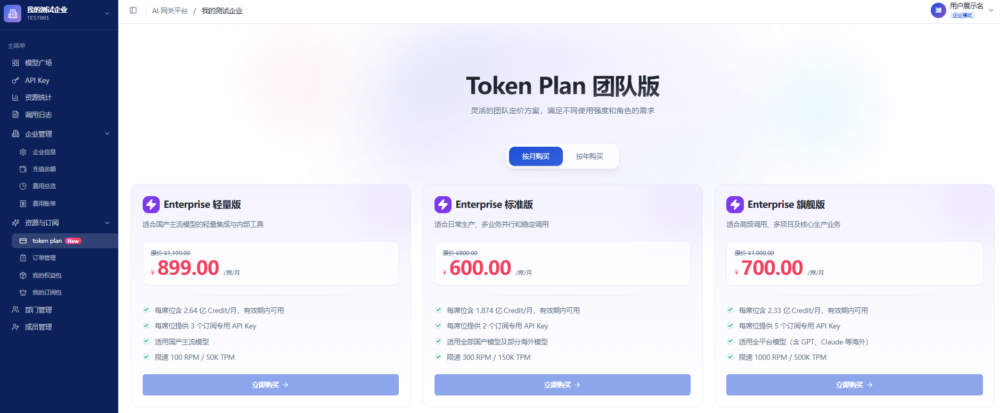 我的测试企业
TEST001
主菜单
模型广场
API Key
资源统计
调用日志
企业管理
企业信息
充值余额
费用总览
费用账单
资源与订阅
token plan New
订单管理
我的权益包
我的订阅包
部门管理
成员管理
AI 网关平台 / 我的测试企业
测
用户展示名
企业模式
Token Plan 团队版
灵活的团队定价方案，满足不同使用强度和角色的需求
按月购买 按年购买
Enterprise 轻量版
适合国产主流模型的轻量集成与内部工具
原价 ¥1,199.00
¥ 899.00 /席/月
每席位含 2.64 亿 Credit/月，有效期内可用
每席位提供 3 个订阅专用 API Key
适用国产主流模型
限速 100 RPM / 50K TPM
立即购买 →
Enterprise 标准版
适合日常生产、多业务并行和稳定调用
原价 ¥800.00
¥ 600.00 /席/月
每席位含 1.874 亿 Credit/月，有效期内可用
每席位提供 2 个订阅专用 API Key
适用全部国产模型及部分海外模型
限速 300 RPM / 150K TPM
立即购买 →
Enterprise 旗舰版
适合高频调用、多项目及核心生产业务
原价 ¥1,000.00
¥ 700.00 /席/月
每席位含 2.33 亿 Credit/月，有效期内可用
每席位提供 5 个订阅专用 API Key
适用全平台模型（含 GPT、Claude 等海外）
限速 1000 RPM / 500K TPM
立即购买 →